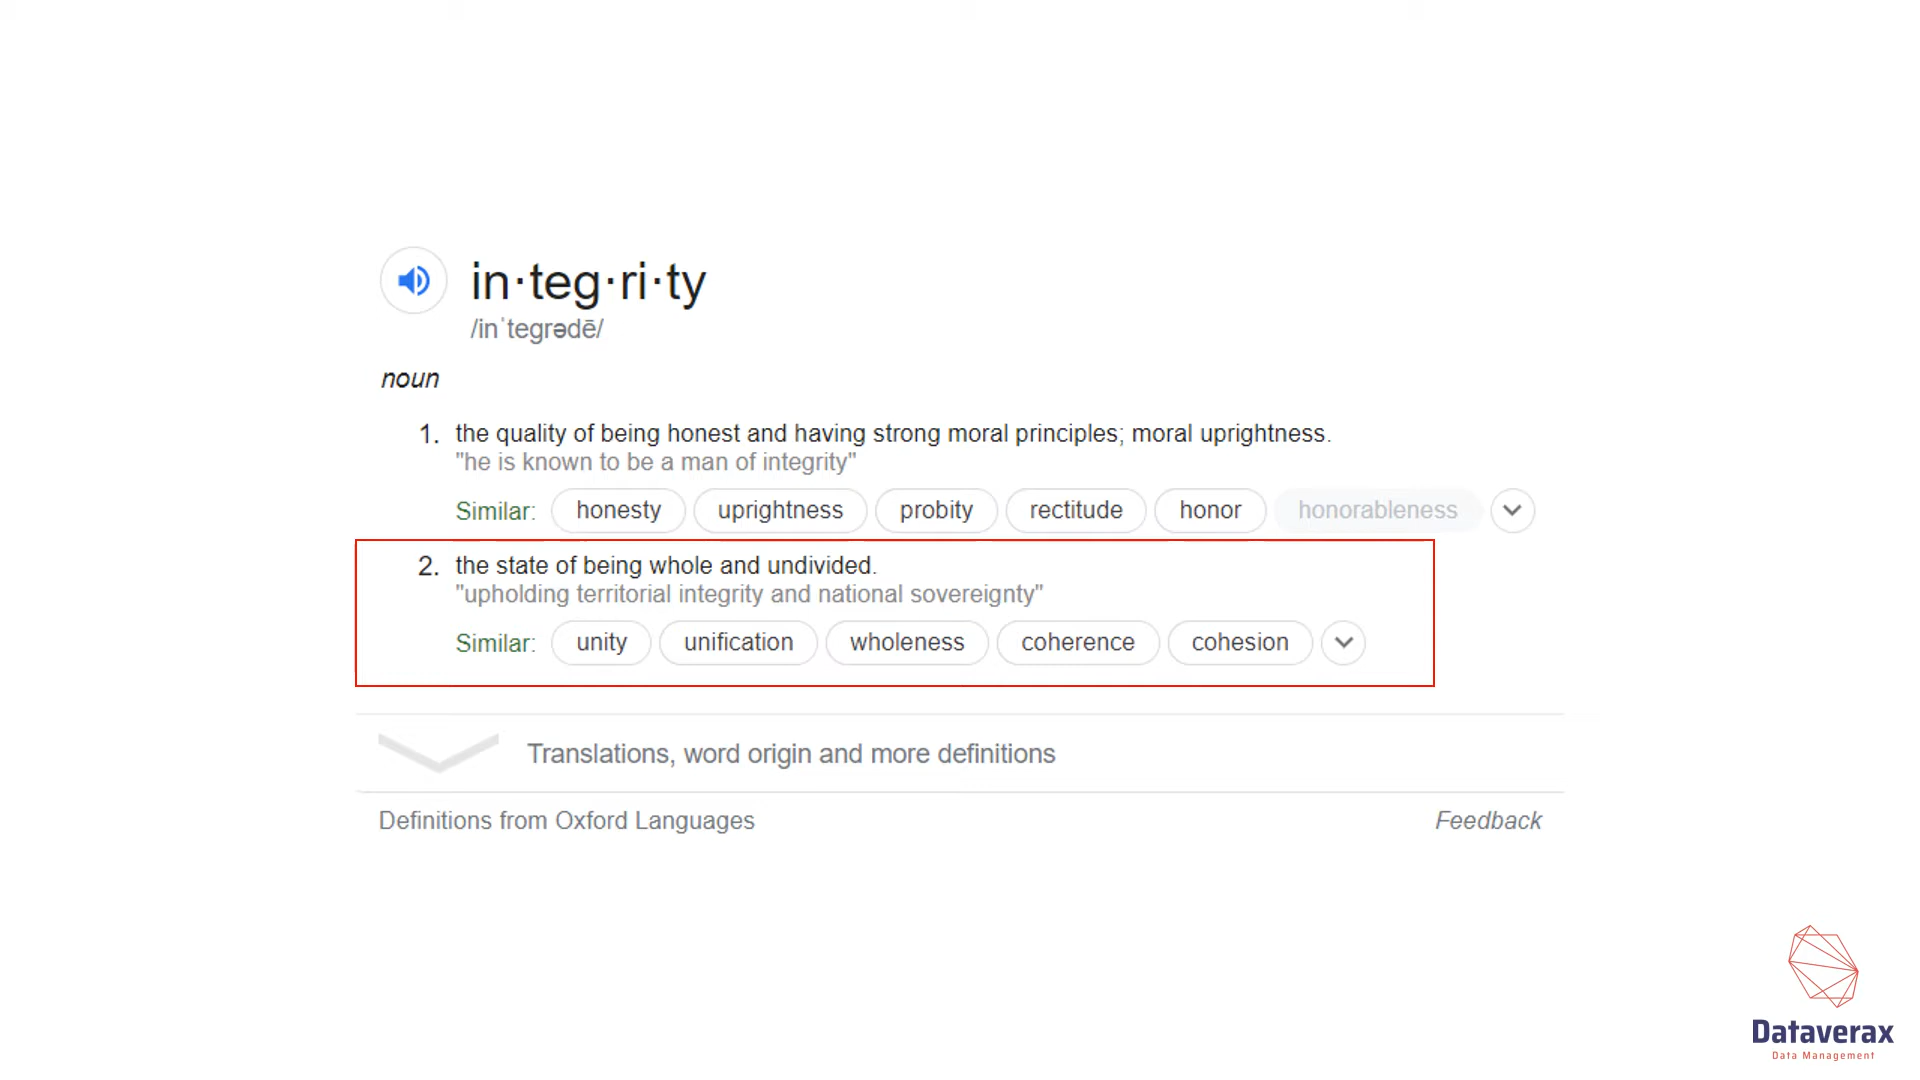 in·teg·ri·ty
/inˈtegrədē/
noun
1. the quality of being honest and having strong moral principles; moral uprightness.
"he is known to be a man of integrity"
Similar: honesty uprightness probity rectitude honor honorableness
2. the state of being whole and undivided.
"upholding territorial integrity and national sovereignty"
Similar: unity unification wholeness coherence cohesion
Translations, word origin and more definitions
Definitions from Oxford Languages Feedback
Dataverax
Data Management